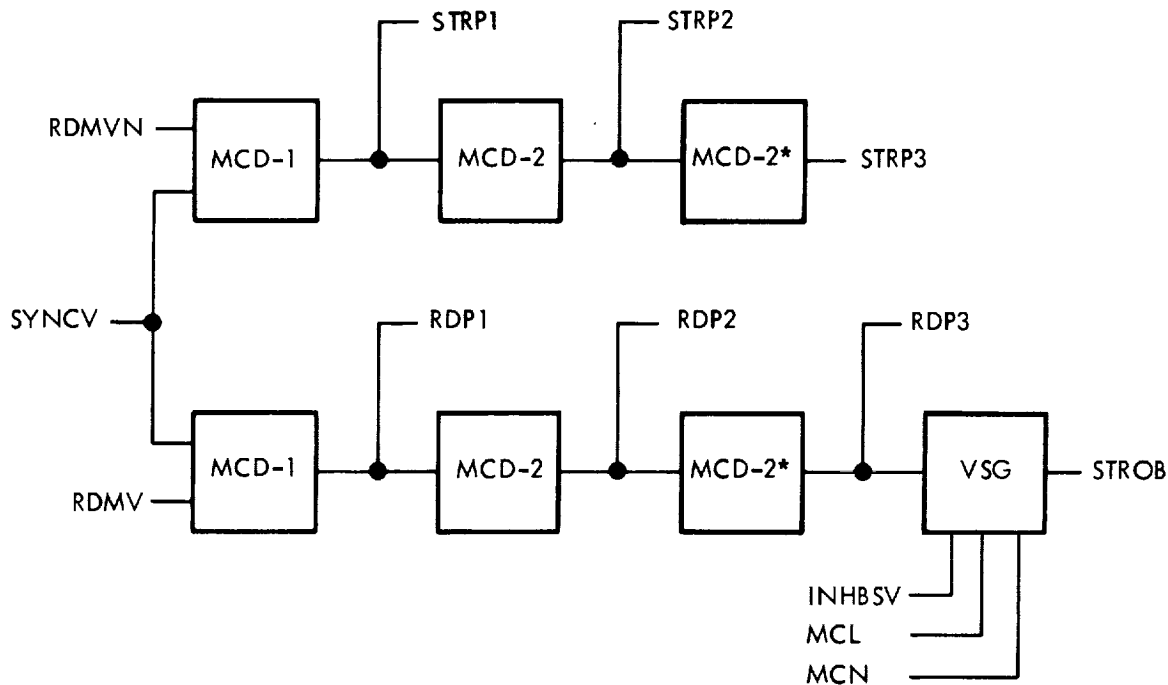 STRP1
STRP2
RDMVN
MCD-1
MCD-2
MCD-2*
STRP3
SYNCV
RDP1
RDP2
RDP3
MCD-1
MCD-2
MCD-2*
VSG
STROB
RDMV
INHBSV
MCL
MCN